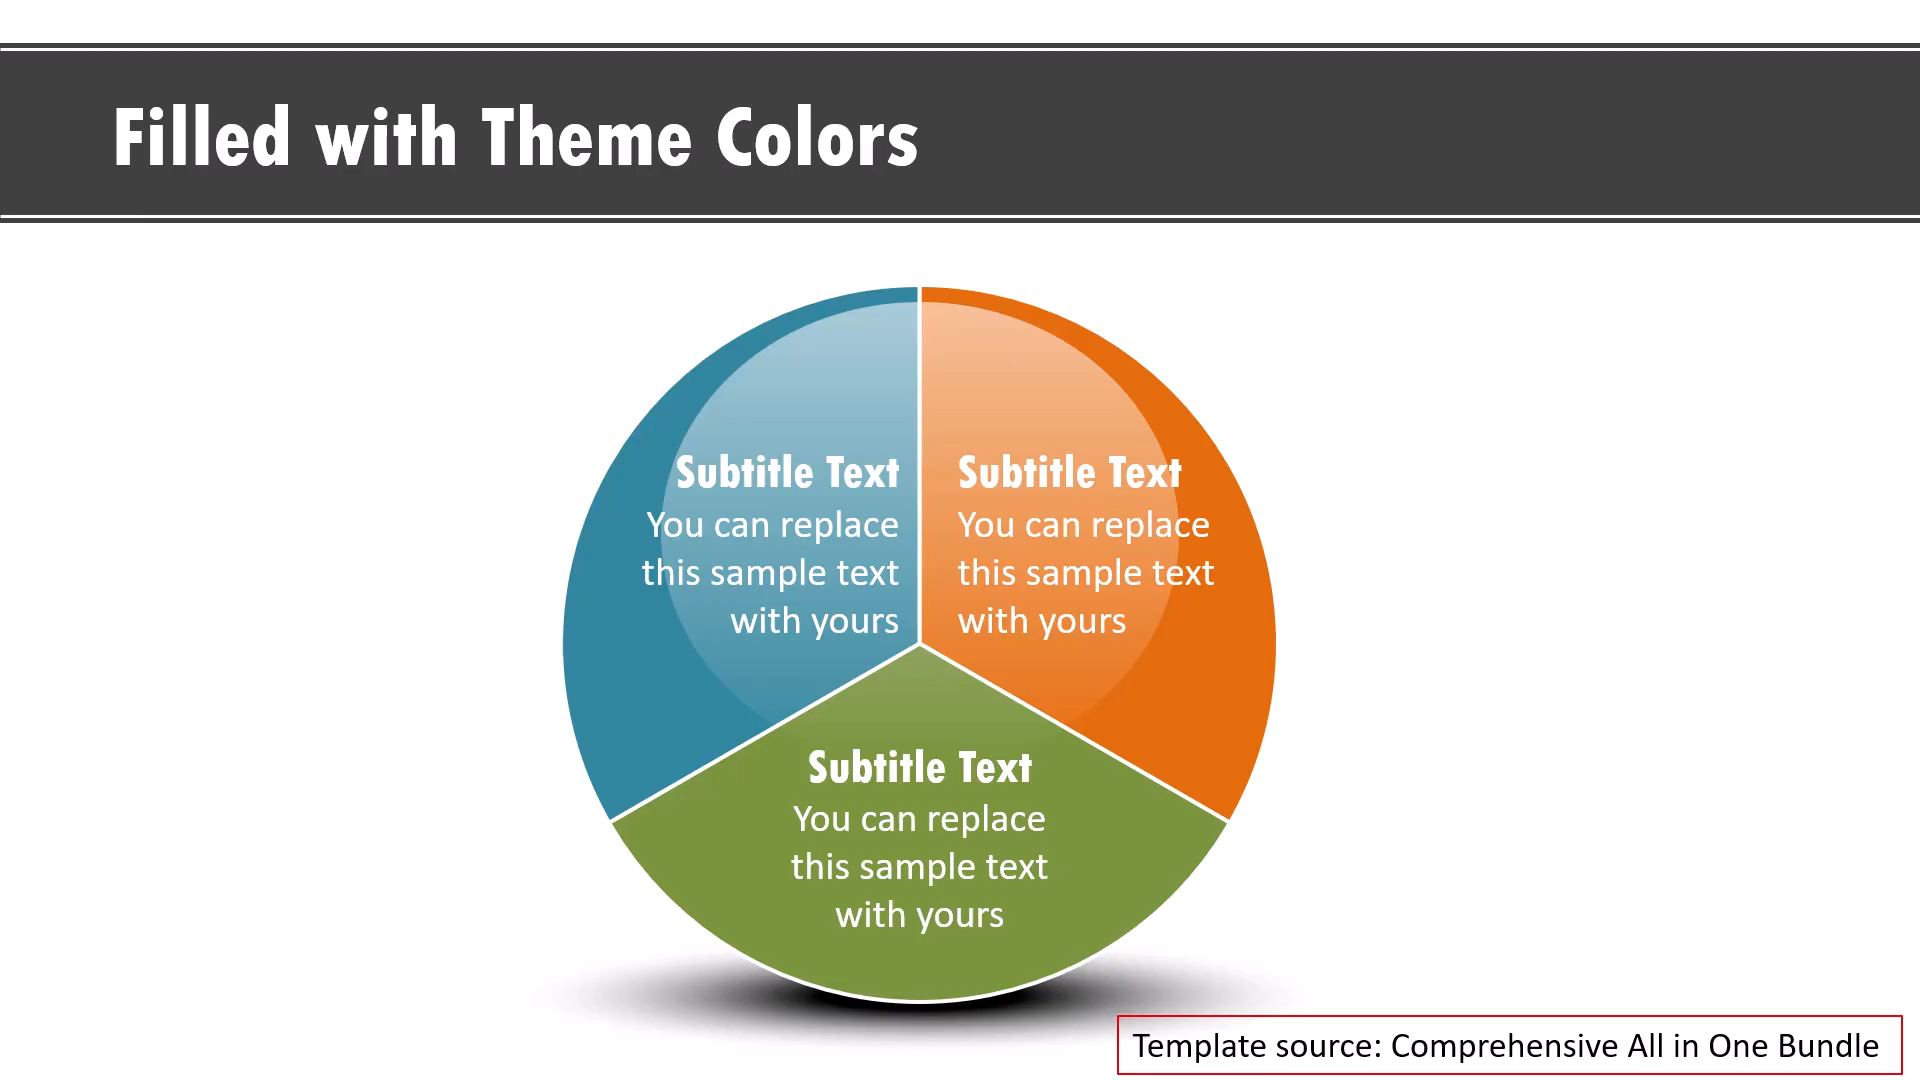 Filled with Theme Colors
Subtitle Text
You can replace
this sample text
with yours
Subtitle Text
You can replace
this sample text
with yours
Subtitle Text
You can replace
this sample text
with yours
Template source: Comprehensive All in One Bundle